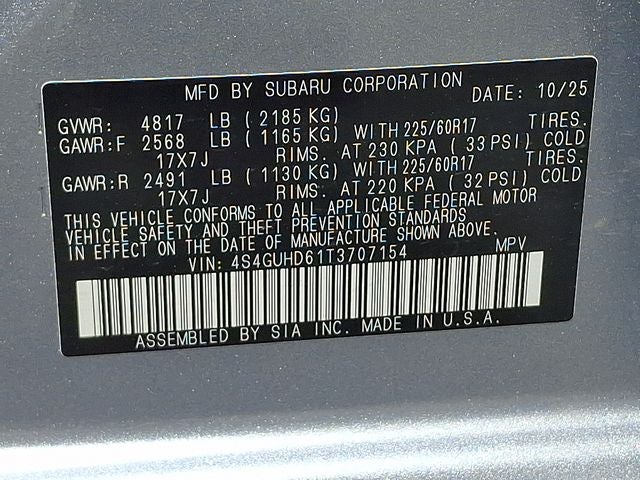 MFD BY SUBARU CORPORATION DATE: 10/25
GVWR: 4817 LB ( 2185 KG)
GAWR:F 2568 LB ( 1165 KG) WITH 225/60R17 TIRES.
17X7J RIMS. AT 230 KPA ( 33 PSI) COLD
GAWR:R 2491 LB ( 1130 KG) WITH 225/60R17 TIRES.
17X7J RIMS. AT 220 KPA ( 32 PSI) COLD
THIS VEHICLE CONFORMS TO ALL APPLICABLE FEDERAL MOTOR
VEHICLE SAFETY AND THEFT PREVENTION STANDARDS
IN EFFECT ON THE DATE OF MANUFACTURE SHOWN ABOVE.
VIN: 4S4GUHD61T3707154 MPV
ASSEMBLED BY SIA INC. MADE IN U.S.A.